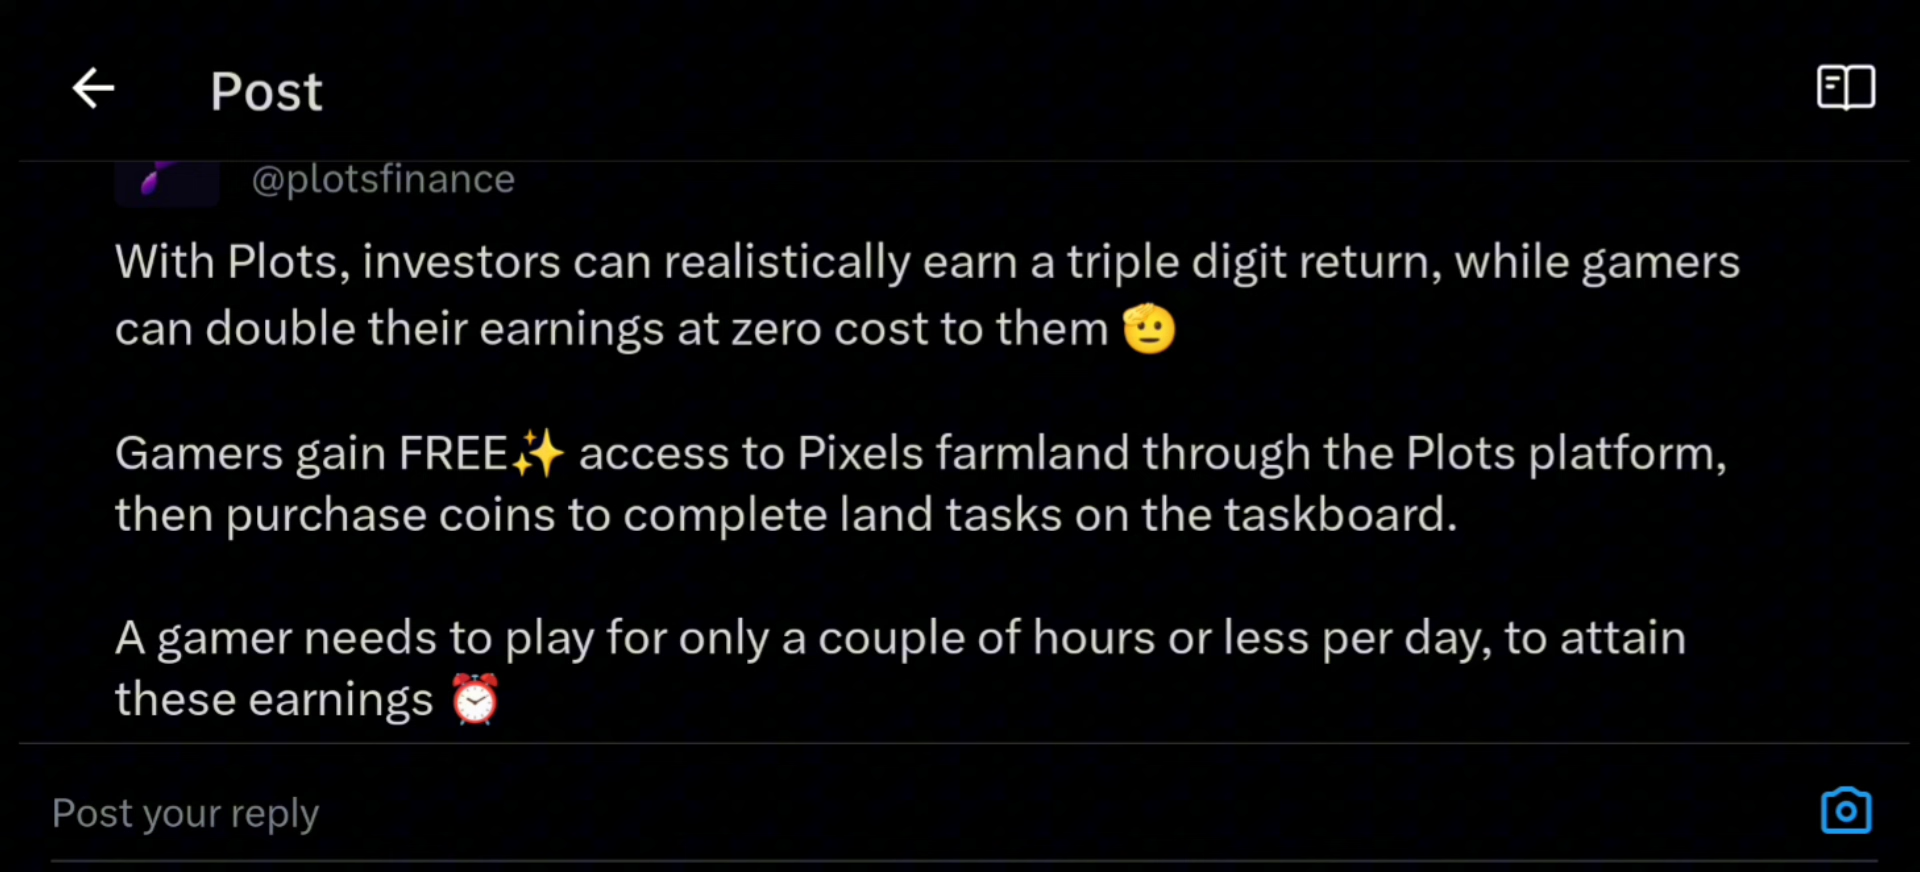 Post
@plotsfinance
With Plots, investors can realistically earn a triple digit return, while gamers
can double their earnings at zero cost to them 🫡
Gamers gain FREE✨ access to Pixels farmland through the Plots platform,
then purchase coins to complete land tasks on the taskboard.
A gamer needs to play for only a couple of hours or less per day, to attain
these earnings ⏰
Post your reply